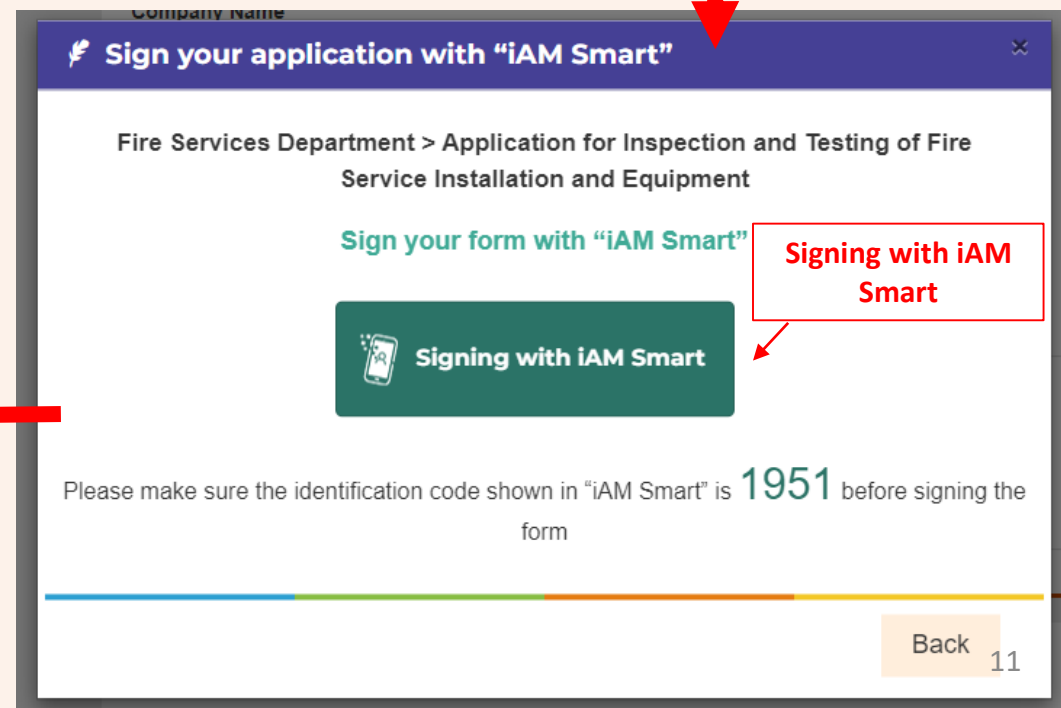 Company Name
Sign your application with “iAM Smart”
×
Fire Services Department > Application for Inspection and Testing of Fire
Service Installation and Equipment
Sign your form with “iAM Smart”
Signing with iAM
Smart
Signing with iAM Smart
Please make sure the identification code shown in “iAM Smart” is 1951 before signing the
form
Back
11